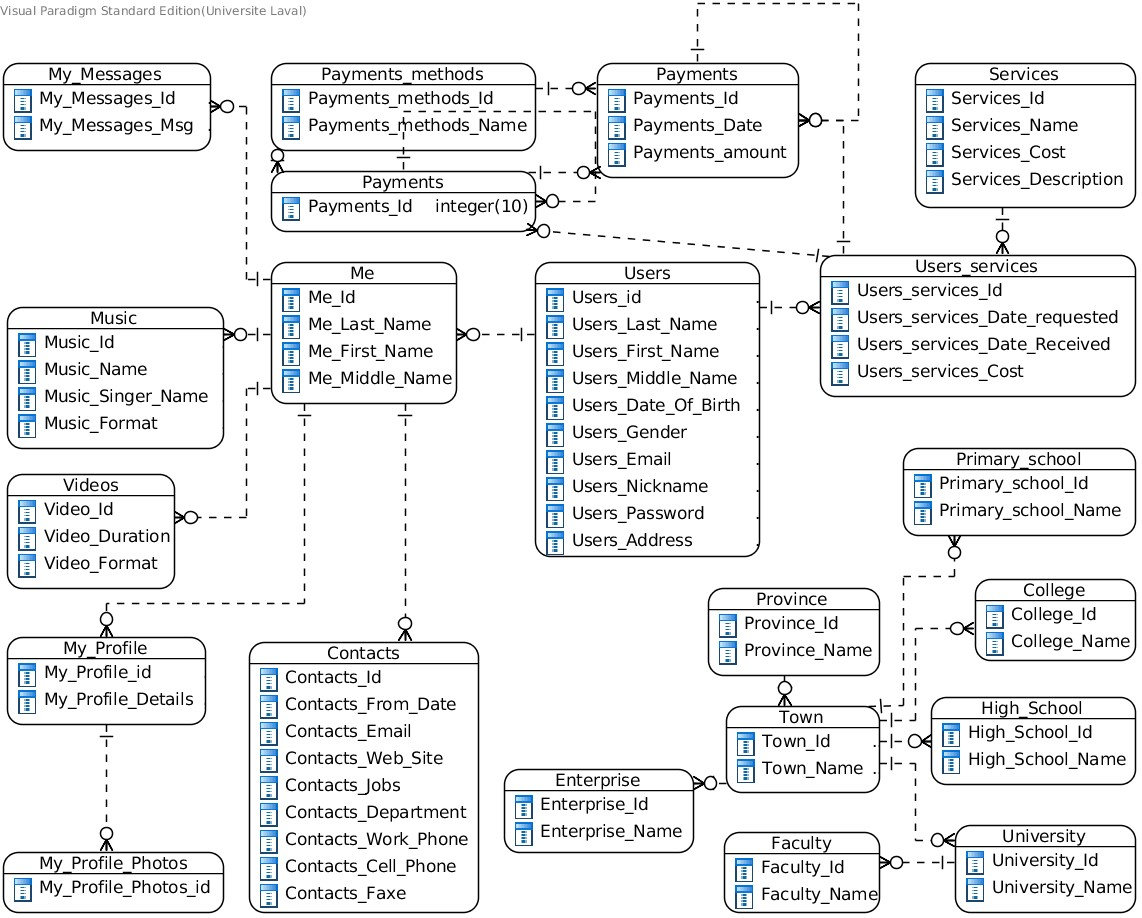 Visual Paradigm Standard Edition(Universite Laval)
My_Messages
My_Messages_Id
My_Messages_Msg
Payments_methods
Payments_methods_Id
Payments_methods_Name
Payments
Payments_Id
Payments_Date
Payments_amount
Services
Services_Id
Services_Name
Services_Cost
Services_Description
Payments
Payments_Id integer(10)
Me
Me_Id
Me_Last_Name
Me_First_Name
Me_Middle_Name
Users
Users_id
Users_Last_Name
Users_First_Name
Users_Middle_Name
Users_Date_Of_Birth
Users_Gender
Users_Email
Users_Nickname
Users_Password
Users_Address
Users_services
Users_services_Id
Users_services_Date_requested
Users_services_Date_Received
Users_services_Cost
Music
Music_Id
Music_Name
Music_Singer_Name
Music_Format
Videos
Video_Id
Video_Duration
Video_Format
Primary_school
Primary_school_Id
Primary_school_Name
College
College_Id
College_Name
Province
Province_Id
Province_Name
My_Profile
My_Profile_id
My_Profile_Details
Contacts
Contacts_Id
Contacts_From_Date
Contacts_Email
Contacts_Web_Site
Contacts_Jobs
Contacts_Department
Contacts_Work_Phone
Contacts_Cell_Phone
Contacts_Faxe
Town
Town_Id
Town_Name
High_School
High_School_Id
High_School_Name
Enterprise
Enterprise_Id
Enterprise_Name
Faculty
Faculty_Id
Faculty_Name
University
University_Id
University_Name
My_Profile_Photos
My_Profile_Photos_id